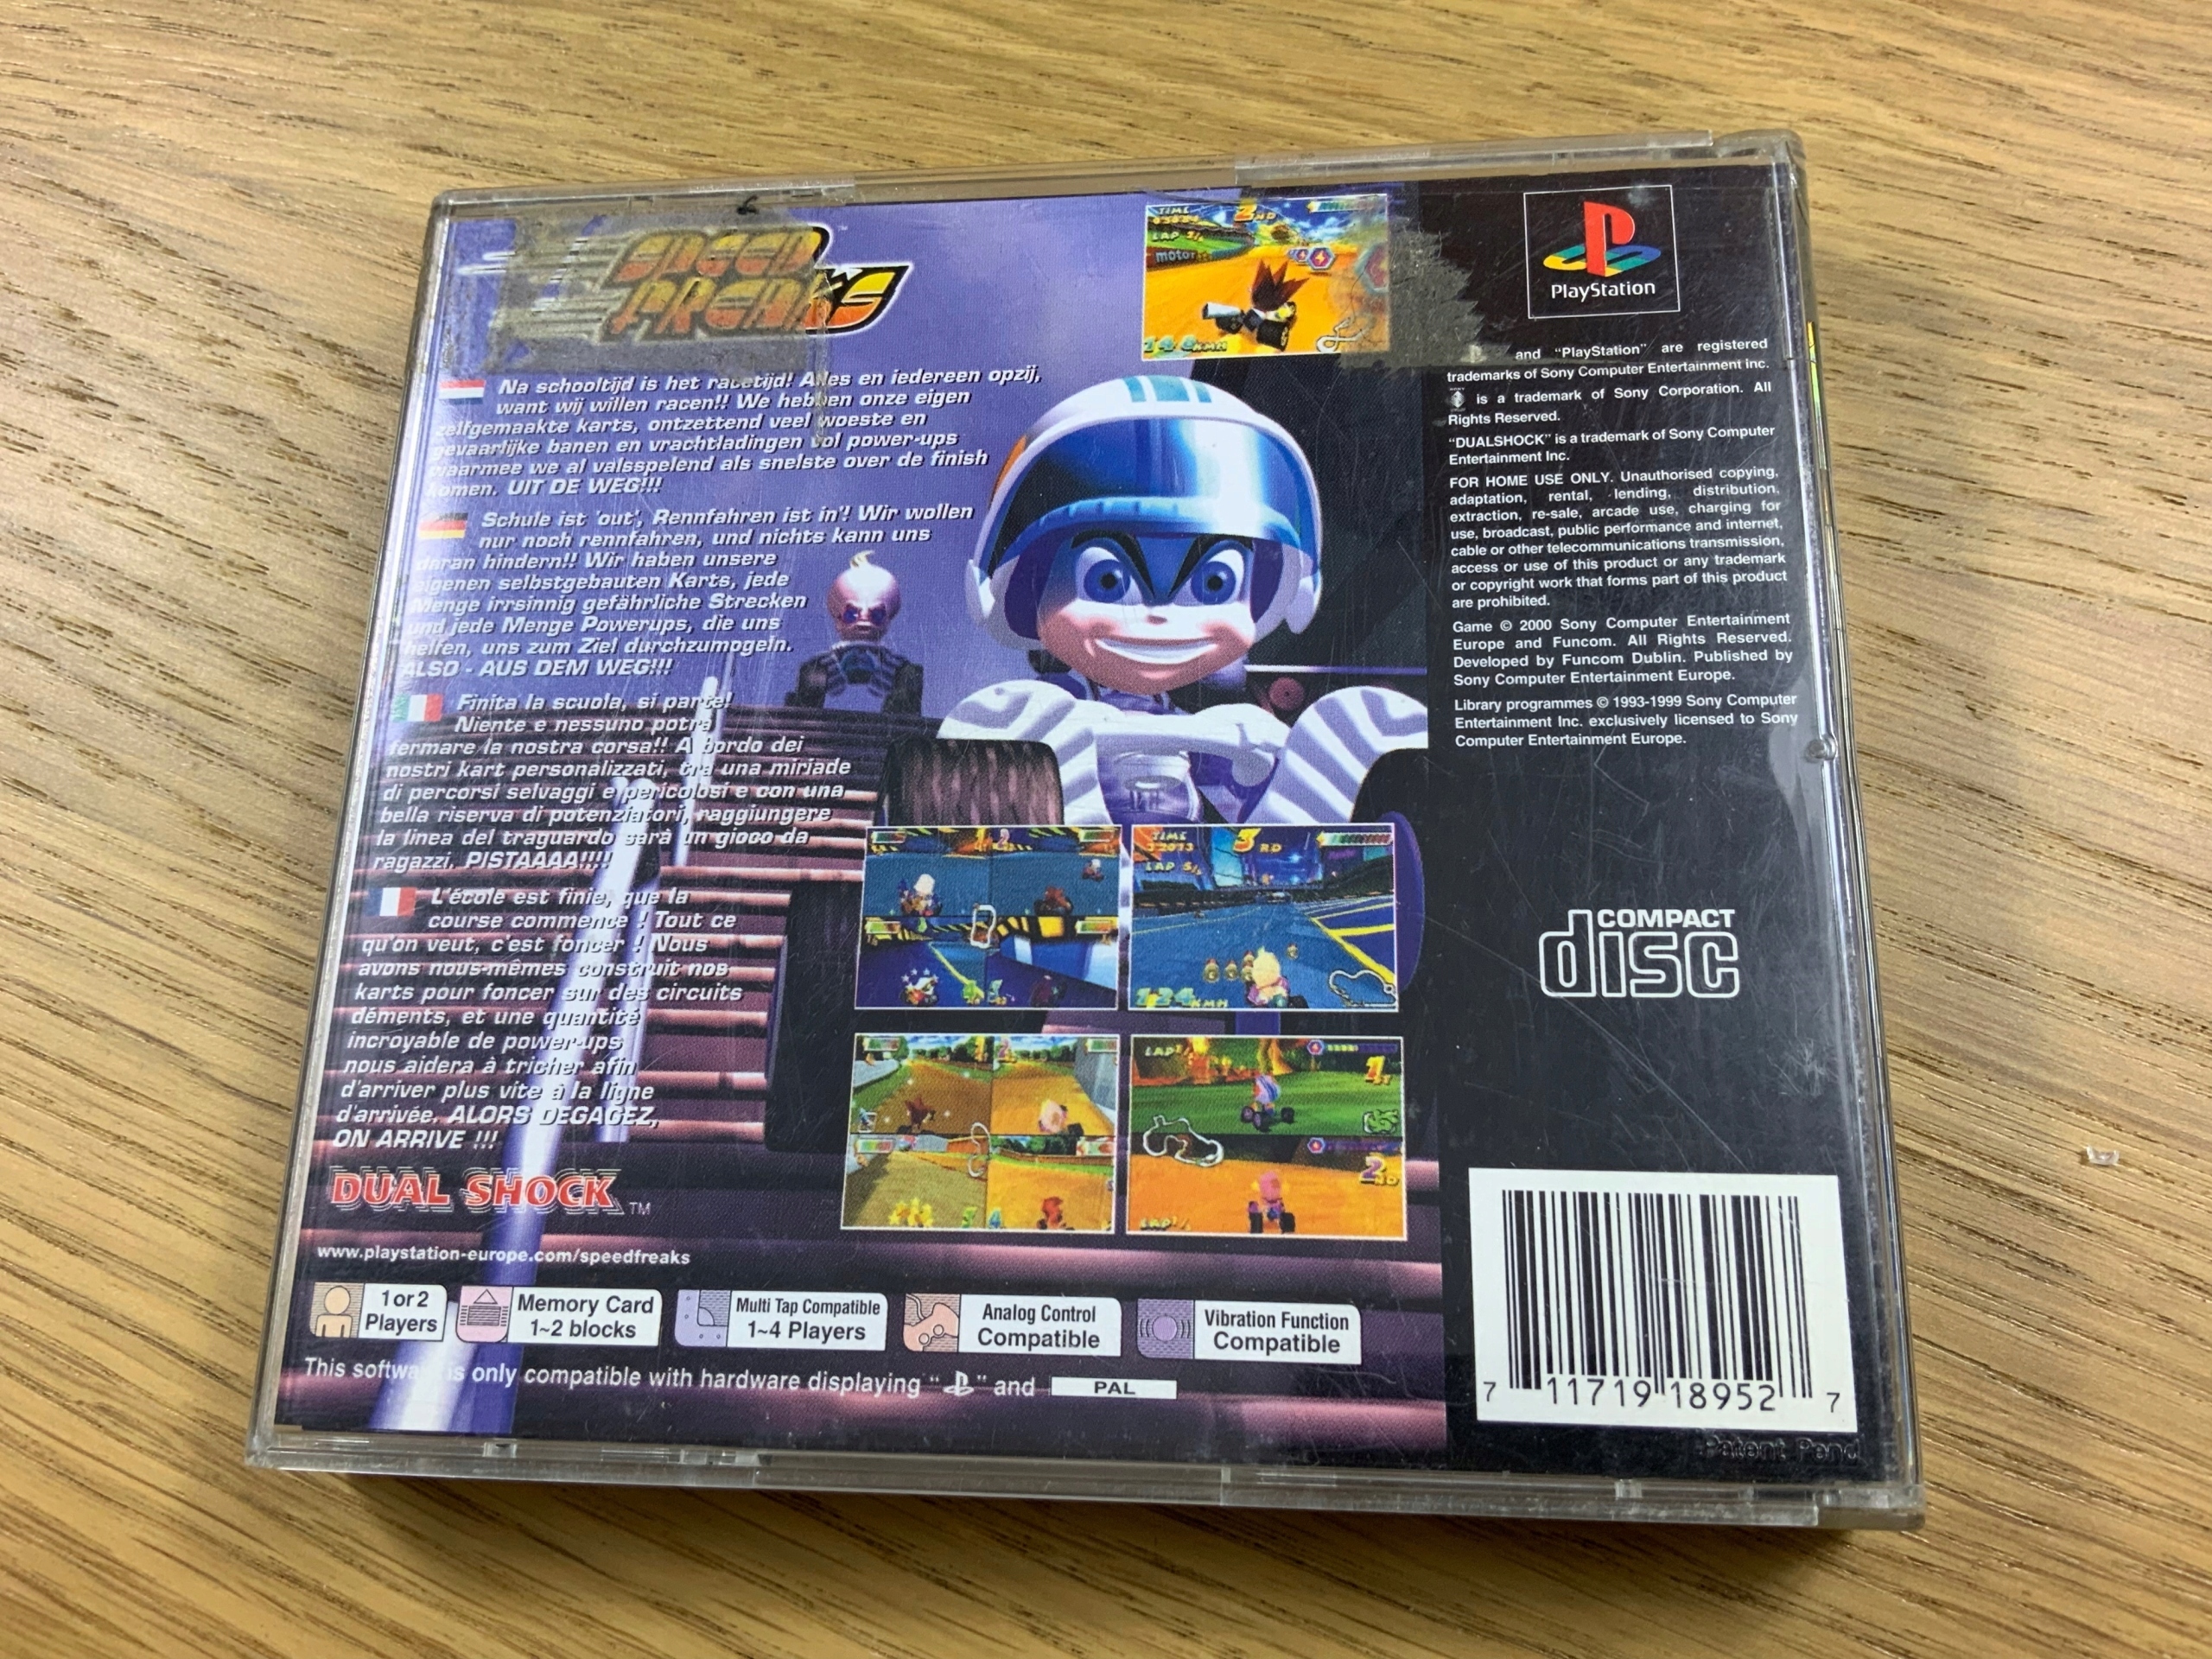 SPEED
FREAKS
™
Na schooltijd is het racetijd! Alles en iedereen opzij,
want wij willen racen!! We hebben onze eigen
zelfgemaakte karts, ontzettend veel woeste en
gevaarlijke banen en vrachtladingen vol power-ups
waarmee we al valsspelend als snelste over de finish
komen. UIT DE WEG!!!
Schule ist 'out', Rennfahren ist in'! Wir wollen
nur noch rennfahren, und nichts kann uns
daran hindern!! Wir haben unsere
eigenen selbstgebauten Karts, jede
Menge irrsinnig gefährliche Strecken
und jede Menge Powerups, die uns
helfen, uns zum Ziel durchzumogeln.
ALSO - AUS DEM WEG!!!
Finita la scuola, si parte!
Niente e nessuno potrà
fermare la nostra corsa!! A bordo dei
nostri kart personalizzati, tra una miriade
di percorsi selvaggi e pericolosi e con una
bella riserva di potenziatori, raggiungere
la linea del traguardo sarà un gioco da
ragazzi. PISTAAAA!!!!
L'école est finie, que la
course commence ! Tout ce
qu'on veut, c'est foncer ! Nous
avons nous-mêmes construit nos
karts pour foncer sur des circuits
déments, et une quantité
incroyable de power-ups
nous aidera à tricher afin
d'arriver plus vite à la ligne
d'arrivée. ALORS DEGAGEZ,
ON ARRIVE !!!
DUAL SHOCK™
www.playstation-europe.com/speedfreaks
1 or 2
Players
Memory Card
1~2 blocks
Multi Tap Compatible
1~4 Players
Analog Control
Compatible
Vibration Function
Compatible
This software is only compatible with hardware displaying " " and PAL
TIME
2ND
LAP
motor
KMH
TIME
3RD
LAP
124 KMH
LAP
1
2ND
LAP
PlayStation
and "PlayStation" are registered
trademarks of Sony Computer Entertainment Inc.
is a trademark of Sony Corporation. All
Rights Reserved.
"DUALSHOCK" is a trademark of Sony Computer
Entertainment Inc.
FOR HOME USE ONLY. Unauthorised copying,
adaptation, rental, lending, distribution,
extraction, re-sale, arcade use, charging for
use, broadcast, public performance and internet,
cable or other telecommunications transmission,
access or use of this product or any trademark
or copyright work that forms part of this product
are prohibited.
Game © 2000 Sony Computer Entertainment
Europe and Funcom. All Rights Reserved.
Developed by Funcom Dublin. Published by
Sony Computer Entertainment Europe.
Library programmes © 1993-1999 Sony Computer
Entertainment Inc. exclusively licensed to Sony
Computer Entertainment Europe.
COMPACT
disc
7 11719 18952 7
Patent Pend